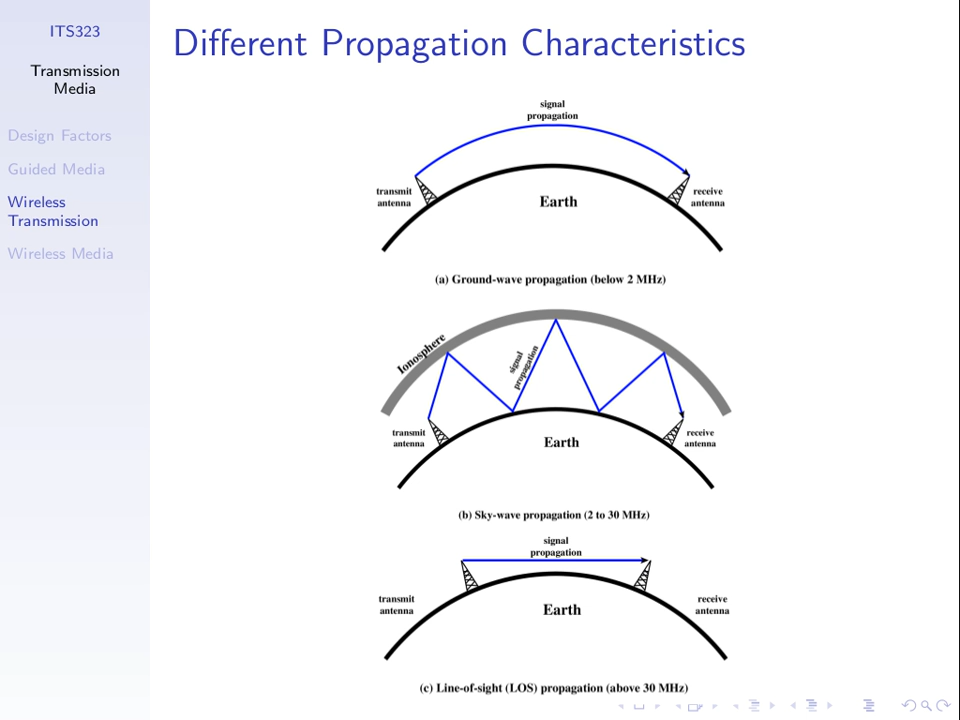 ITS323
Transmission
Media
Design Factors
Guided Media
Wireless
Transmission
Wireless Media
Different Propagation Characteristics
signal
propagation
transmit
antenna
Earth
receive
antenna
(a) Ground-wave propagation (below 2 MHz)
Ionosphere
signal
propagation
transmit
antenna
Earth
receive
antenna
(b) Sky-wave propagation (2 to 30 MHz)
signal
propagation
transmit
antenna
Earth
receive
antenna
(c) Line-of-sight (LOS) propagation (above 30 MHz)